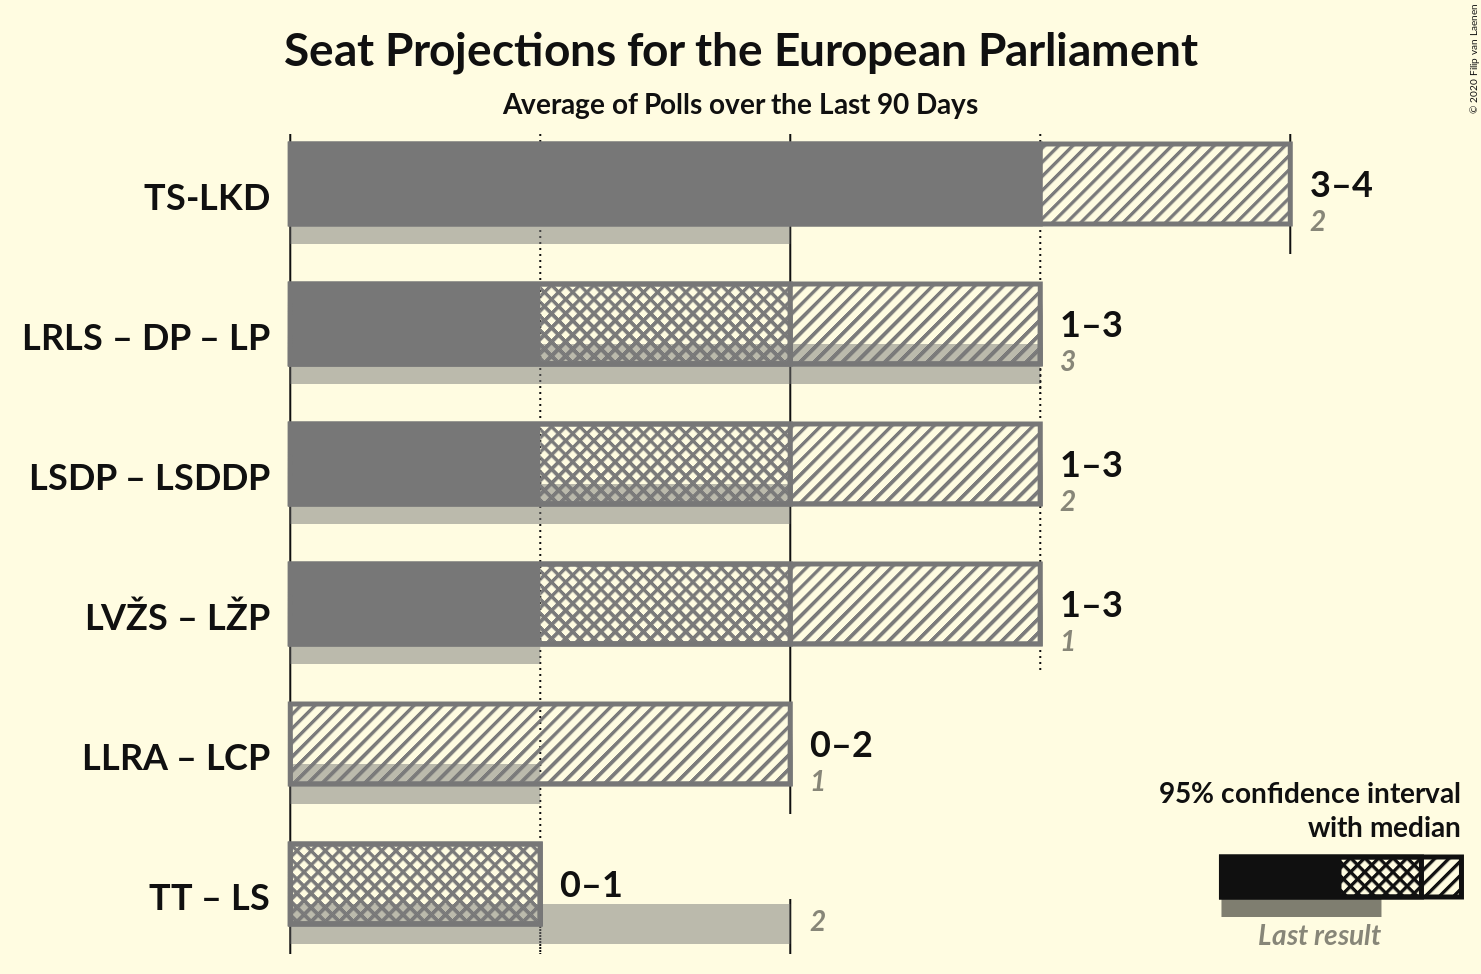 Seat Projections for the European Parliament
Average of Polls over the Last 90 Days
© 2020 Filip van Laenen
TS-LKD
3–4
2
LRLS – DP – LP
1–3
3
LSDP – LSDDP
1–3
2
LVŽS – LŽP
1–3
1
LLRA – LCP
0–2
1
TT – LS
0–1
2
95% confidence interval
with median
Last result